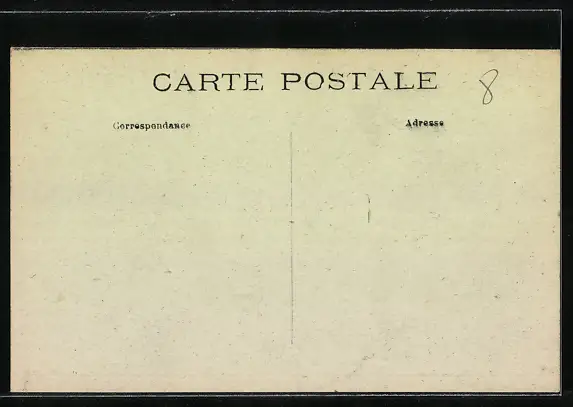 CARTE POSTALE
8
Correspondance
Adresse